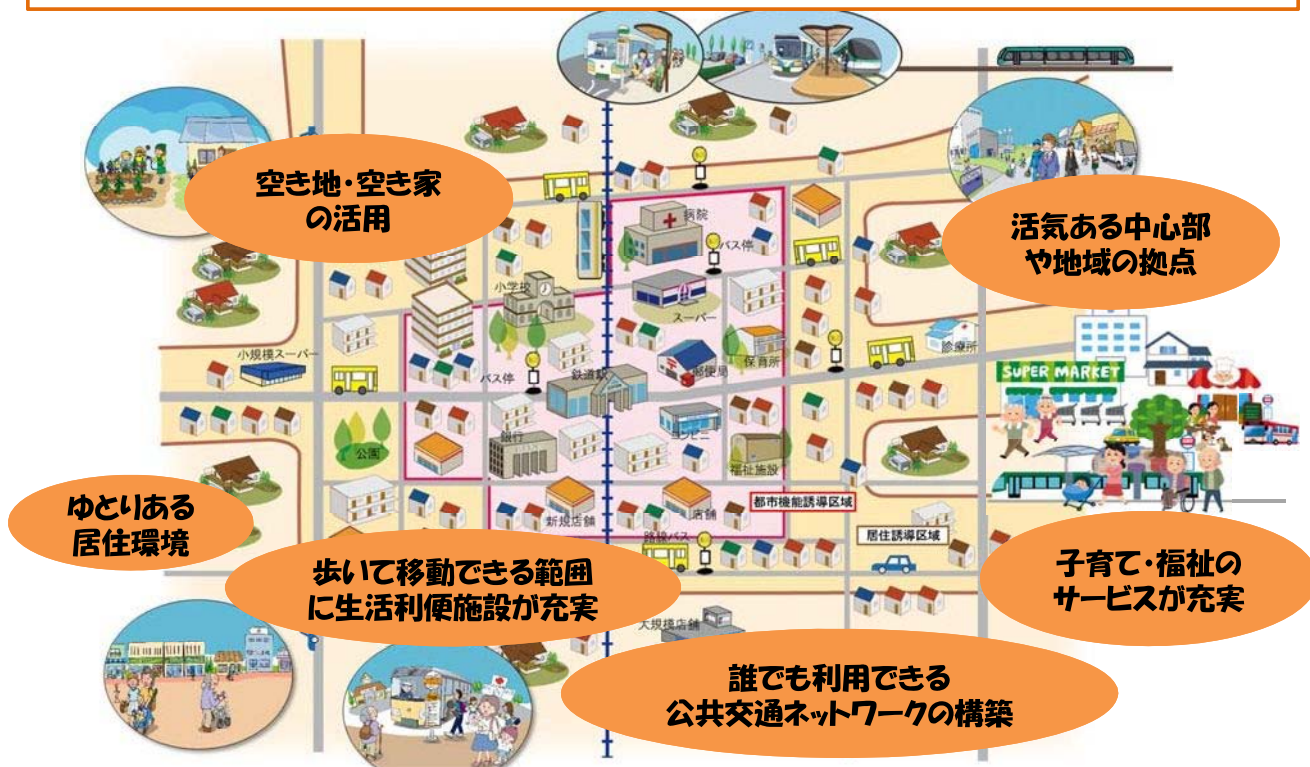 空き地・空き家
の活用
活気ある中心部
や地域の拠点
病院
バス停
小学校
スーパー
小規模スーパー
診療所
保育所
郵便局
バス停
鉄道駅
SUPER MARKET
公園
銀行
コンビニ
福祉施設
都市機能誘導区域
新規店舗
店舗
路線バス
居住誘導区域
ゆとりある
居住環境
歩いて移動できる範囲
に生活利便施設が充実
子育て・福祉の
サービスが充実
大規模店舗
誰でも利用できる
公共交通ネットワークの構築